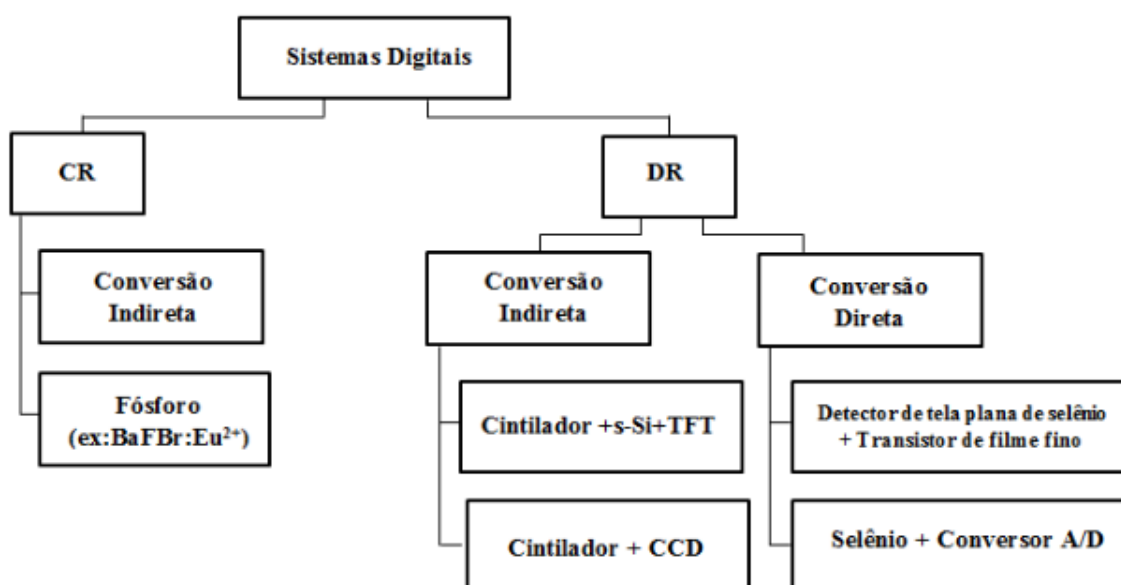 Sistemas Digitais
CR
DR
Conversão
Indireta
Fósforo
(ex:BaFBr:Eu²⁺)
Conversão
Indireta
Cintilador +s-Si+TFT
Cintilador + CCD
Conversão
Direta
Detector de tela plana de selênio
+ Transistor de filme fino
Selênio + Conversor A/D